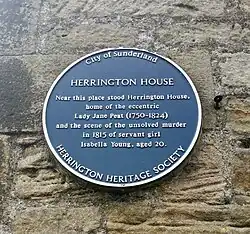 City of Sunderland
HERRINGTON HOUSE
Near this place stood Herrington House,
home of the eccentric
Lady Jane Peat (1750-1824)
and the scene of the unsolved murder
in 1815 of servant girl
Isabella Young, aged 20.
HERRINGTON HERITAGE SOCIETY